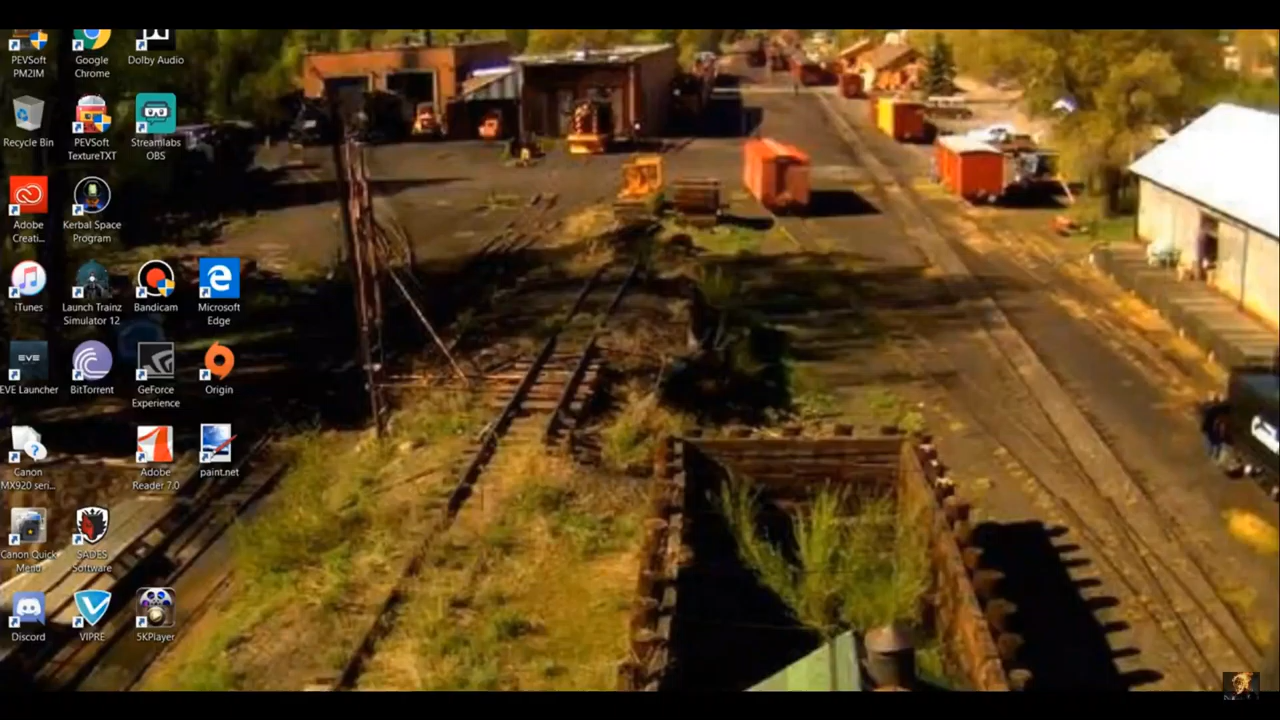 PEVSoft
PM2IM
Google
Chrome
Dolby Audio
Recycle Bin
PEVSoft
TextureTXT
Streamlabs
OBS
Adobe
Creati...
Kerbal Space
Program
iTunes
Launch Trainz
Simulator 12
Bandicam
Microsoft
Edge
EVE
EVE Launcher
BitTorrent
GeForce
Experience
Origin
Canon
MX920 seri...
Adobe
Reader 7.0
paint.net
Canon Quick
Menu
SADES
Software
Discord
VIPRE
5KPlayer